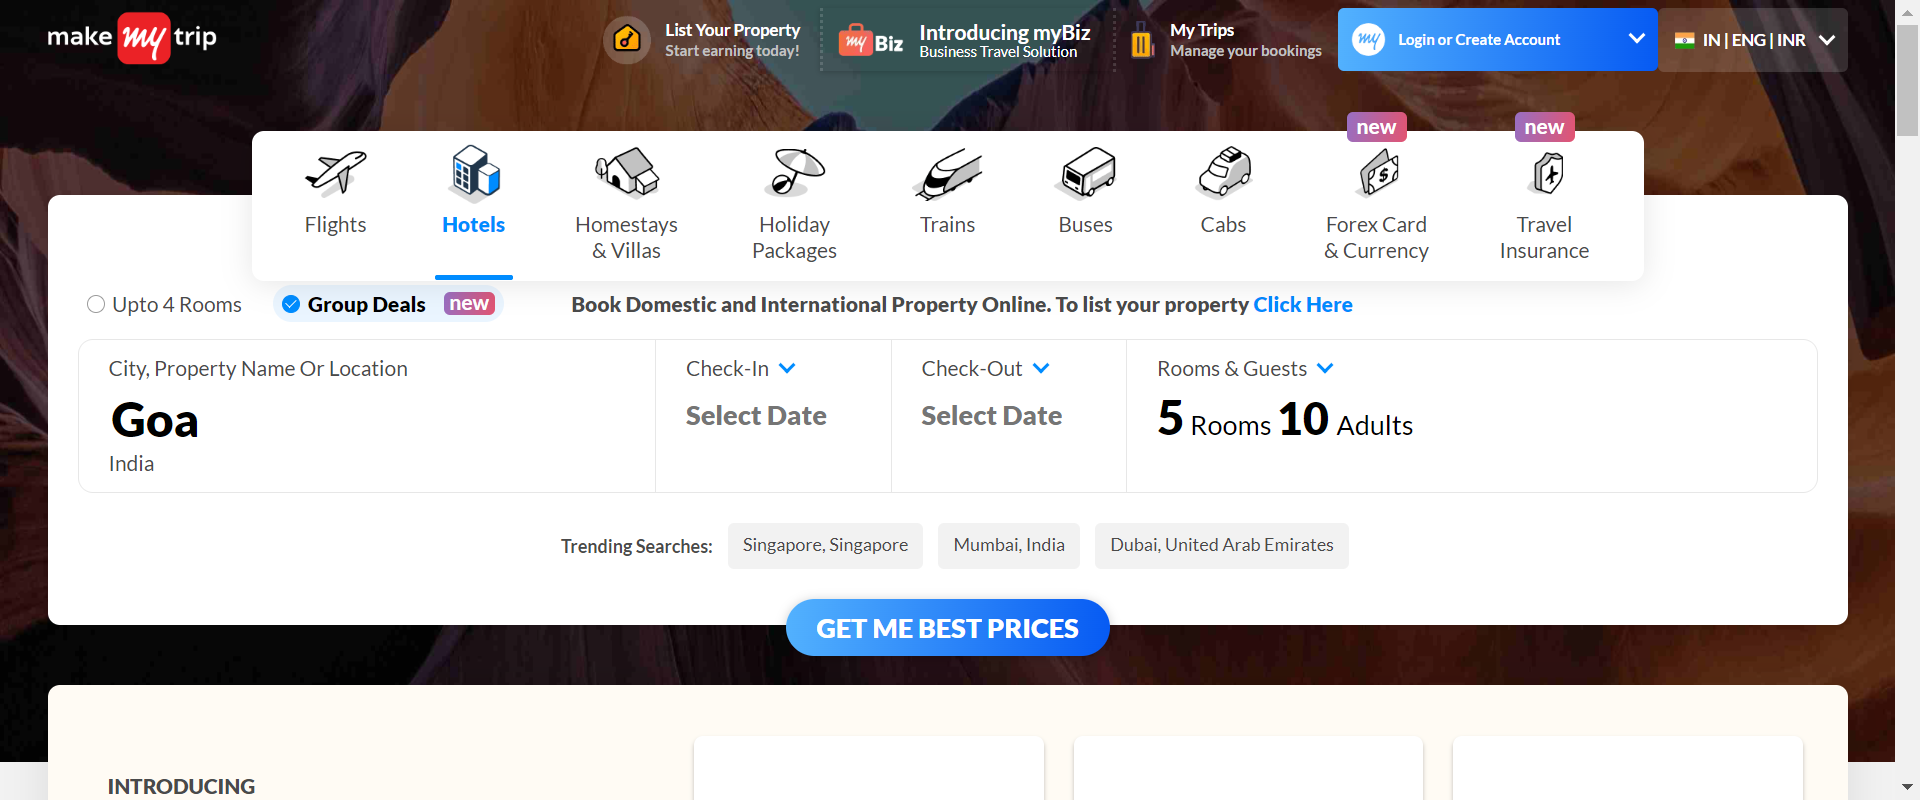 make my trip
List Your Property
Start earning today!
my Biz
Introducing myBiz
Business Travel Solution
My Trips
Manage your bookings
my
Login or Create Account
IN | ENG | INR
new
new
Flights
Hotels
Homestays
& Villas
Holiday
Packages
Trains
Buses
Cabs
Forex Card
& Currency
Travel
Insurance
Upto 4 Rooms
Group Deals new
Book Domestic and International Property Online. To list your property Click Here
City, Property Name Or Location
Goa
India
Check-In
Select Date
Check-Out
Select Date
Rooms & Guests
5 Rooms 10 Adults
Trending Searches:
Singapore, Singapore
Mumbai, India
Dubai, United Arab Emirates
GET ME BEST PRICES
INTRODUCING